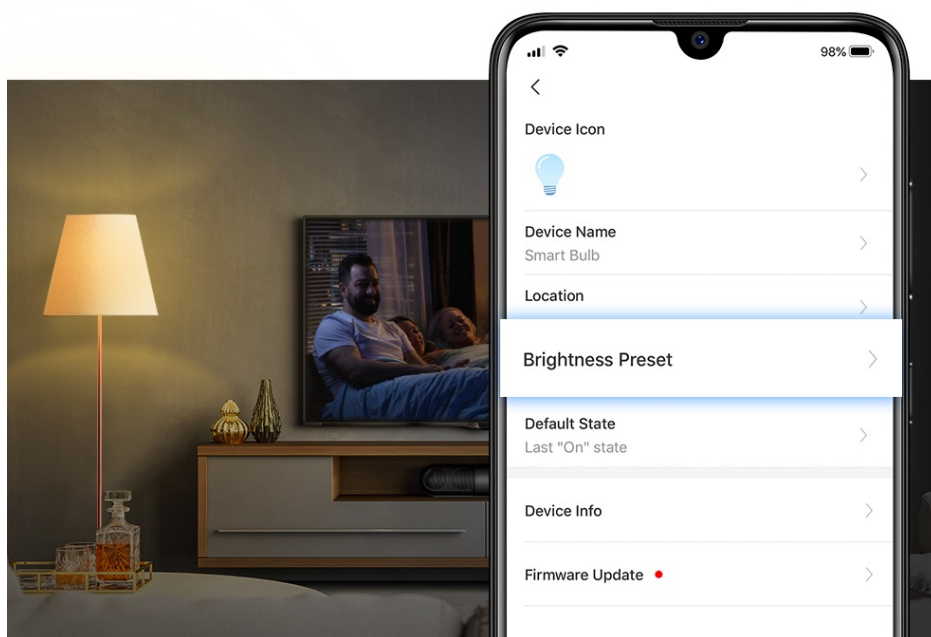 98%
Device Icon
Device Name
Smart Bulb
Location
Brightness Preset
Default State
Last "On" state
Device Info
Firmware Update